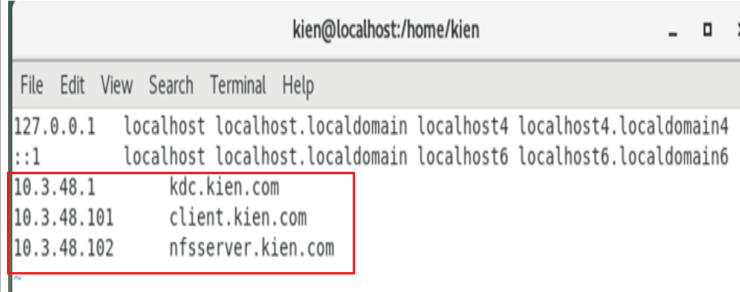 kien@localhost:/home/kien
File Edit View Search Terminal Help
127.0.0.1 localhost localhost.localdomain localhost4 localhost4.localdomain4
::1 localhost localhost.localdomain localhost6 localhost6.localdomain6
10.3.48.1 kdc.kien.com
10.3.48.101 client.kien.com
10.3.48.102 nfsserver.kien.com
~